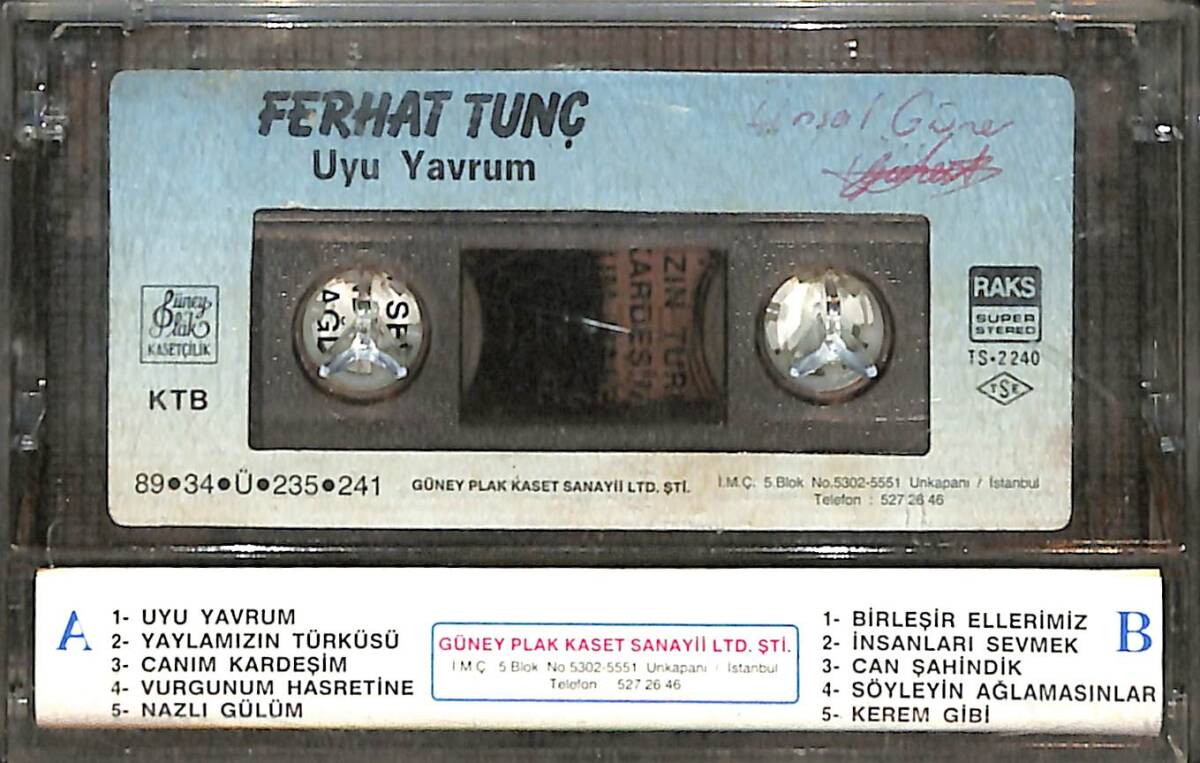 FERHAT TUNÇ
Uyu Yavrum
Güney
Plak
KASETÇİLİK
KTB
RAKS
SUPER
STEREO
TS•2240
TSE
89•34•Ü•235•241
GÜNEY PLAK KASET SANAYİİ LTD. ŞTİ.
İ.M.Ç. 5.Blok No.5302-5551 Unkapanı / İstanbul
Telefon : 527 26 46
A
1- UYU YAVRUM
2- YAYLAMIZIN TÜRKÜSÜ
3- CANIM KARDEŞİM
4- VURGUNUM HASRETİNE
5- NAZLI GÜLÜM
GÜNEY PLAK KASET SANAYİİ LTD. ŞTİ.
İ.M.Ç 5.Blok No 5302-5551 Unkapanı / İstanbul
Telefon 527 26 46
B
1- BİRLEŞİR ELLERİMİZ
2- İNSANLARI SEVMEK
3- CAN ŞAHİNDİK
4- SÖYLEYİN AĞLAMASINLAR
5- KEREM GİBİ